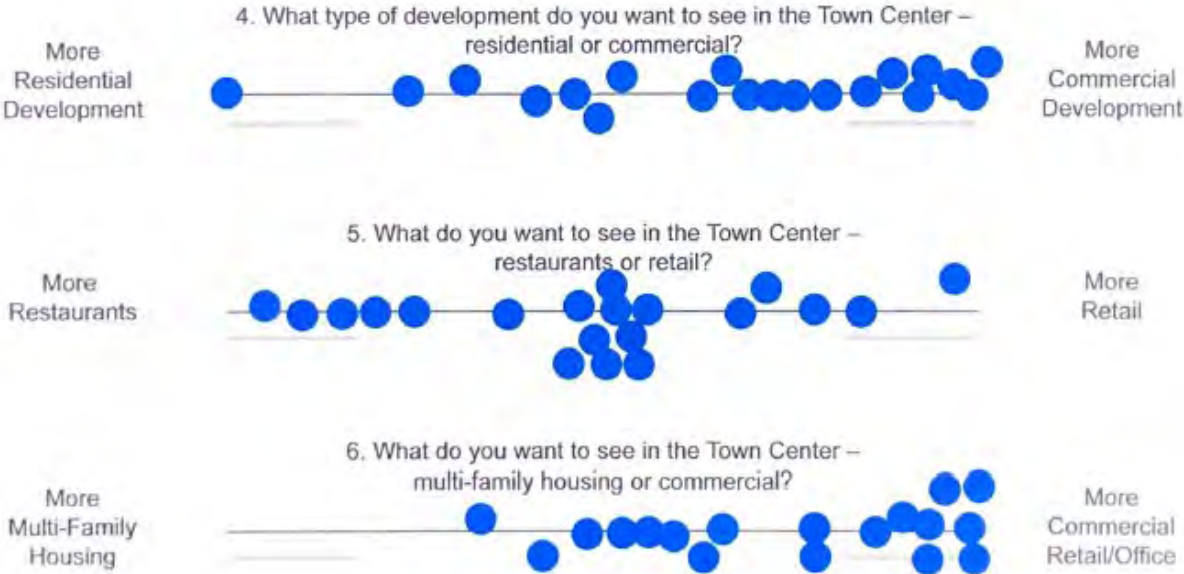 4. What type of development do you want to see in the Town Center –
residential or commercial?
More
Residential
Development
More
Commercial
Development
5. What do you want to see in the Town Center –
restaurants or retail?
More
Restaurants
More
Retail
6. What do you want to see in the Town Center –
multi-family housing or commercial?
More
Multi-Family
Housing
More
Commercial
Retail/Office